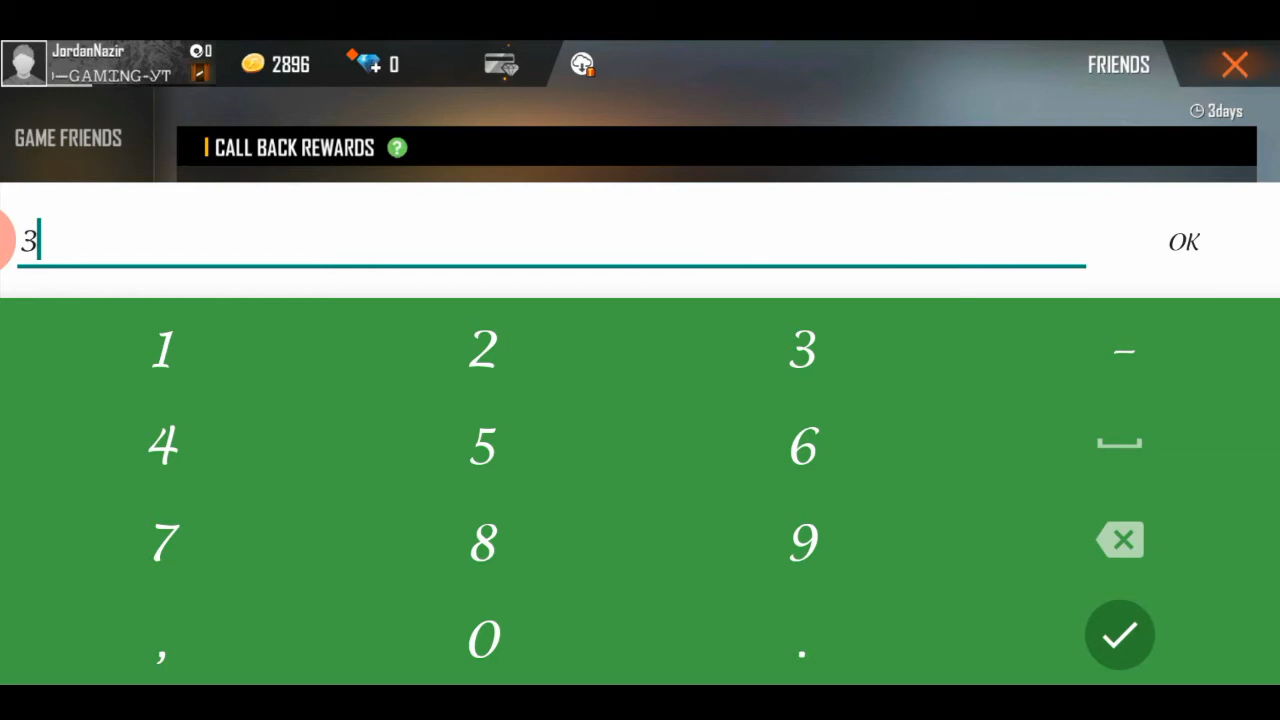 JordanNazir 0
-GAMING-YT
2896
0
FRIENDS
3days
GAME FRIENDS
CALL BACK REWARDS ?
3
OK
1 2 3 -
4 5 6
7 8 9
, 0 .